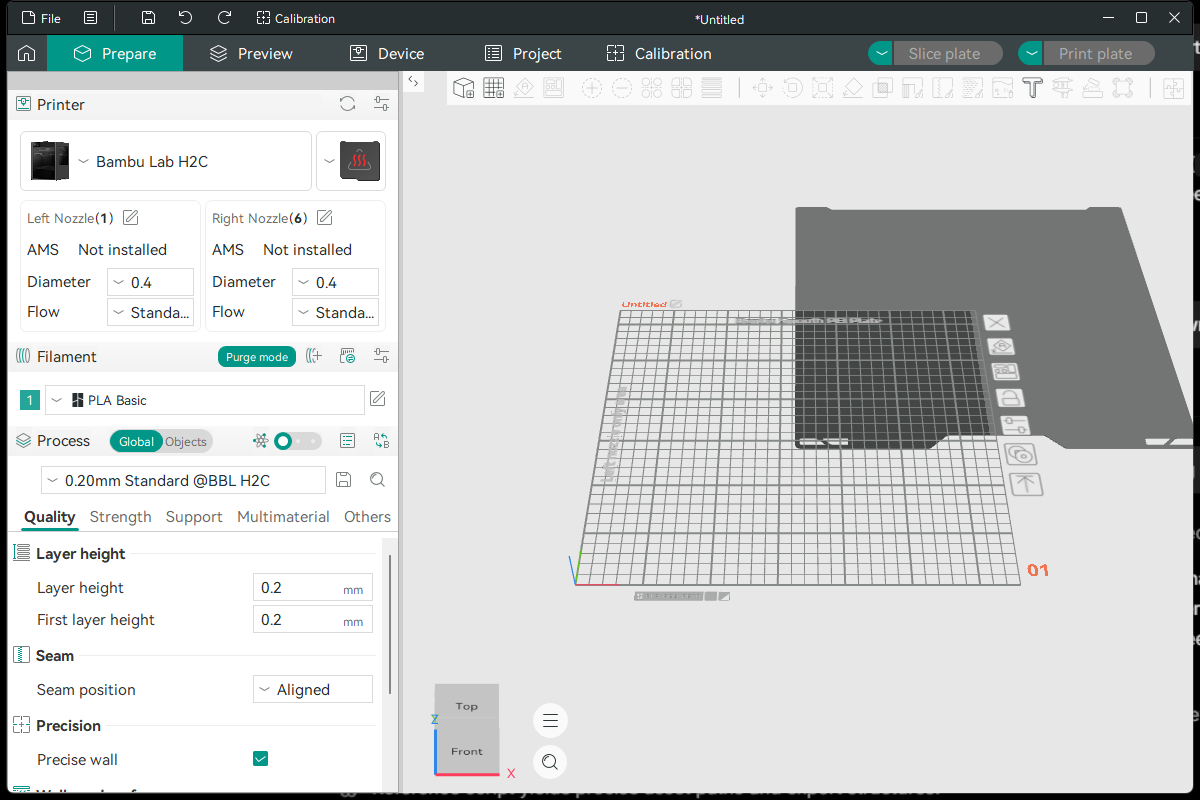 File
Calibration
*Untitled
Prepare
Preview
Device
Project
Calibration
Slice plate
Print plate
Printer
Bambu Lab H2C
Left Nozzle(1)
Right Nozzle(6)
AMS Not installed
AMS Not installed
Diameter 0.4
Diameter 0.4
Flow Standa...
Flow Standa...
Filament
Purge mode
1 PLA Basic
Process
Global
Objects
0.20mm Standard @BBL H2C
Quality
Strength
Support
Multimaterial
Others
Layer height
Layer height 0.2 mm
First layer height 0.2 mm
Seam
Seam position Aligned
Precision
Precise wall
Untitled
01
Top
Front
Z
X